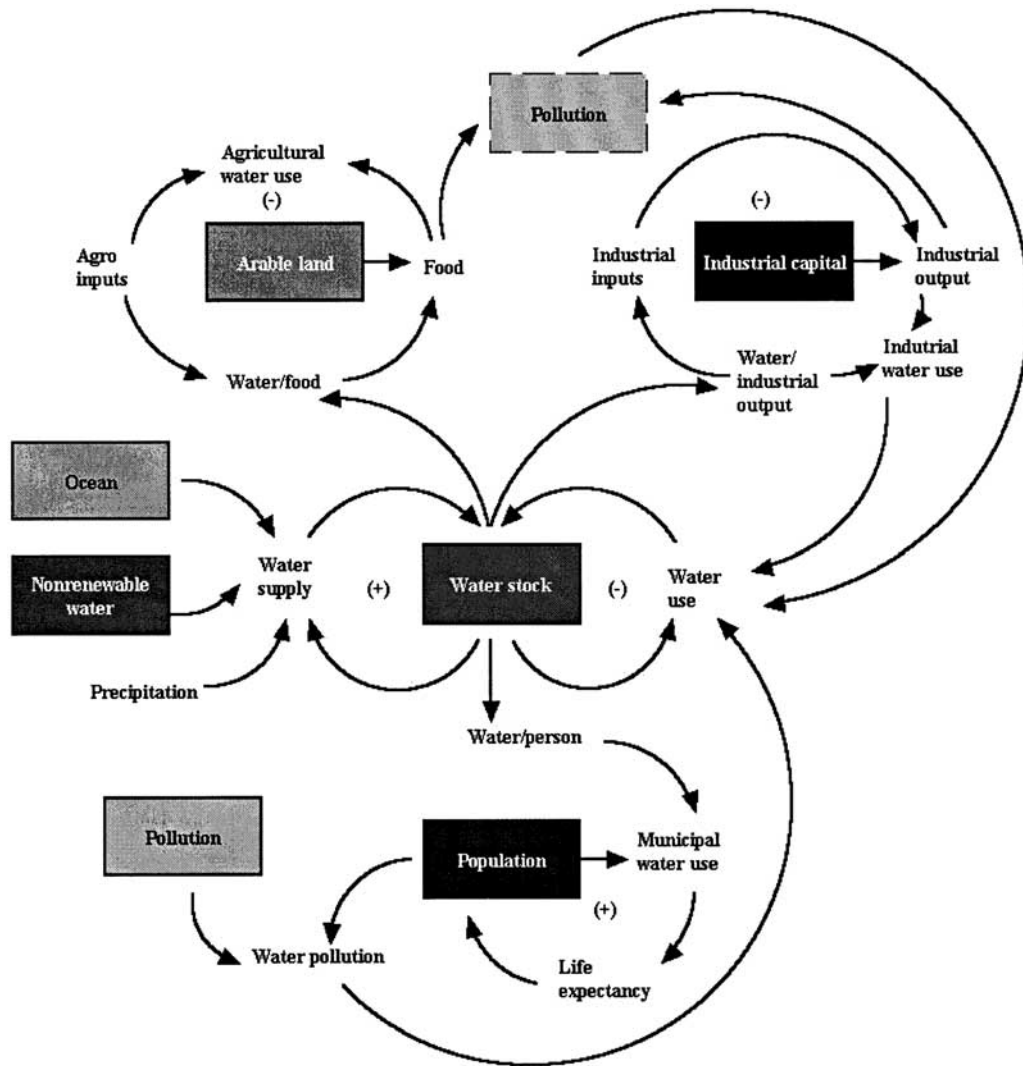 Pollution
Agricultural
water use
(-)
(-)
Agro
inputs
Arable land
Food
Industrial
inputs
Industrial capital
Industrial
output
Water/food
Water/
industrial
output
Indutrial
water use
Ocean
Nonrenewable
water
Water
supply
(+)
Water stock
(-)
Water
use
Precipitation
Water/person
Pollution
Population
Municipal
water use
(+)
Water pollution
Life
expectancy